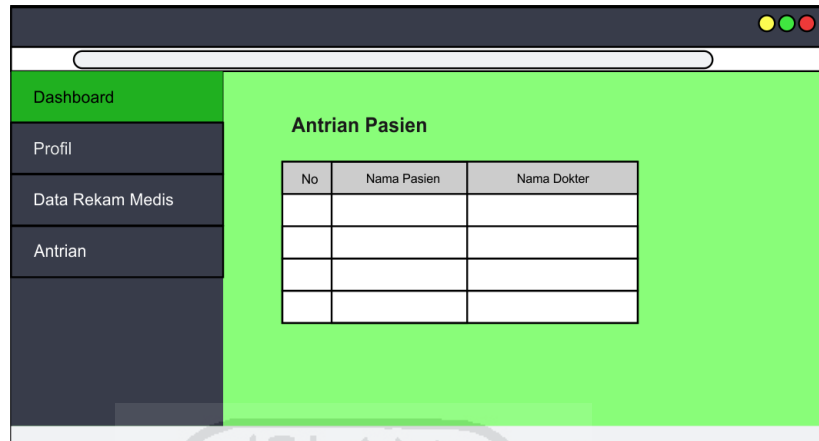 Dashboard
Profil
Data Rekam Medis
Antrian
Antrian Pasien
No Nama Pasien Nama Dokter